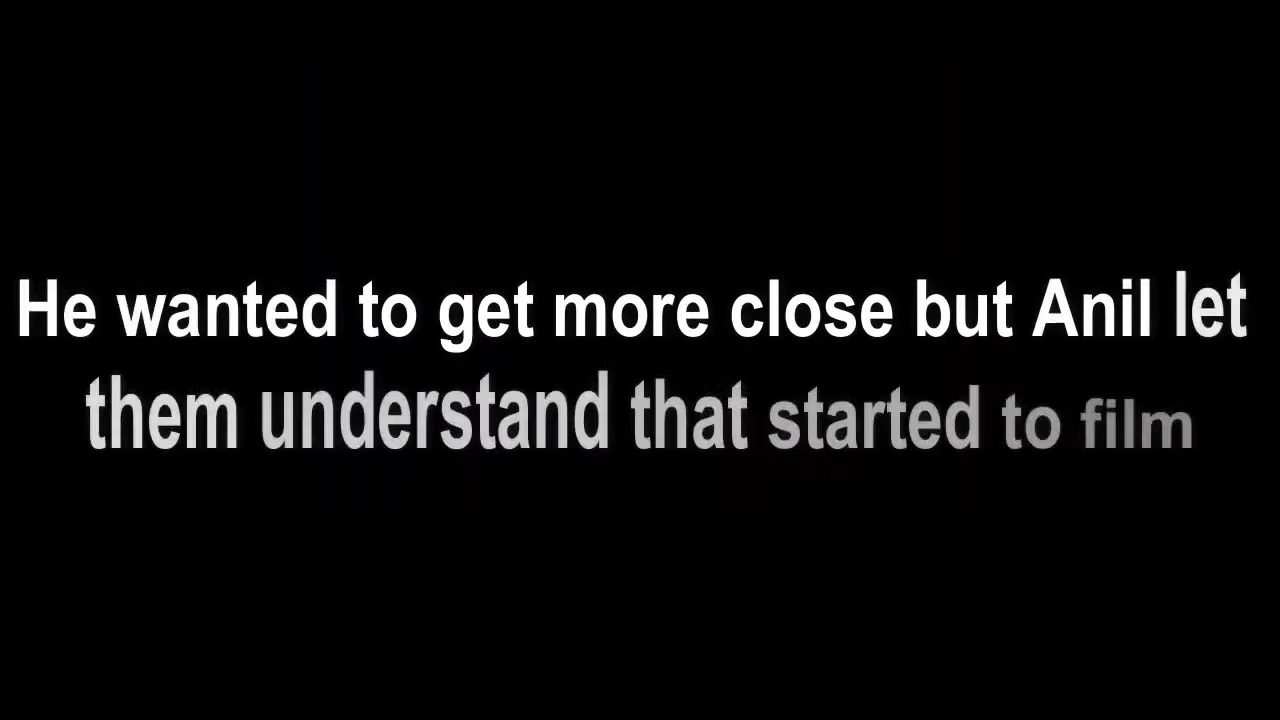 He wanted to get more close but Anil let
them understand that started to film